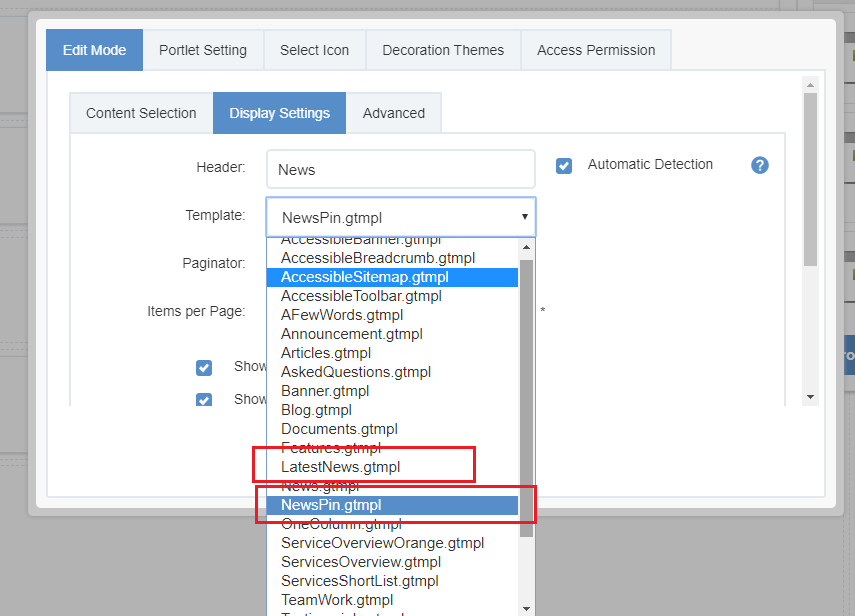 Edit Mode Portlet Setting Select Icon Decoration Themes Access Permission
Content Selection Display Settings Advanced
Header: News Automatic Detection ?
Template: NewsPin.gtmpl
AccessibleBanner.gtmpl
Paginator: AccessibleBreadcrumb.gtmpl
AccessibleSitemap.gtmpl
AccessibleToolbar.gtmpl
Items per Page: AFewWords.gtmpl *
Announcement.gtmpl
Articles.gtmpl
Show AskedQuestions.gtmpl
Banner.gtmpl
Show Blog.gtmpl
Documents.gtmpl
Features.gtmpl
LatestNews.gtmpl
News.gtmpl
NewsPin.gtmpl
OneColumn.gtmpl
ServiceOverviewOrange.gtmpl
ServicesOverview.gtmpl
ServicesShortList.gtmpl
TeamWork.gtmpl